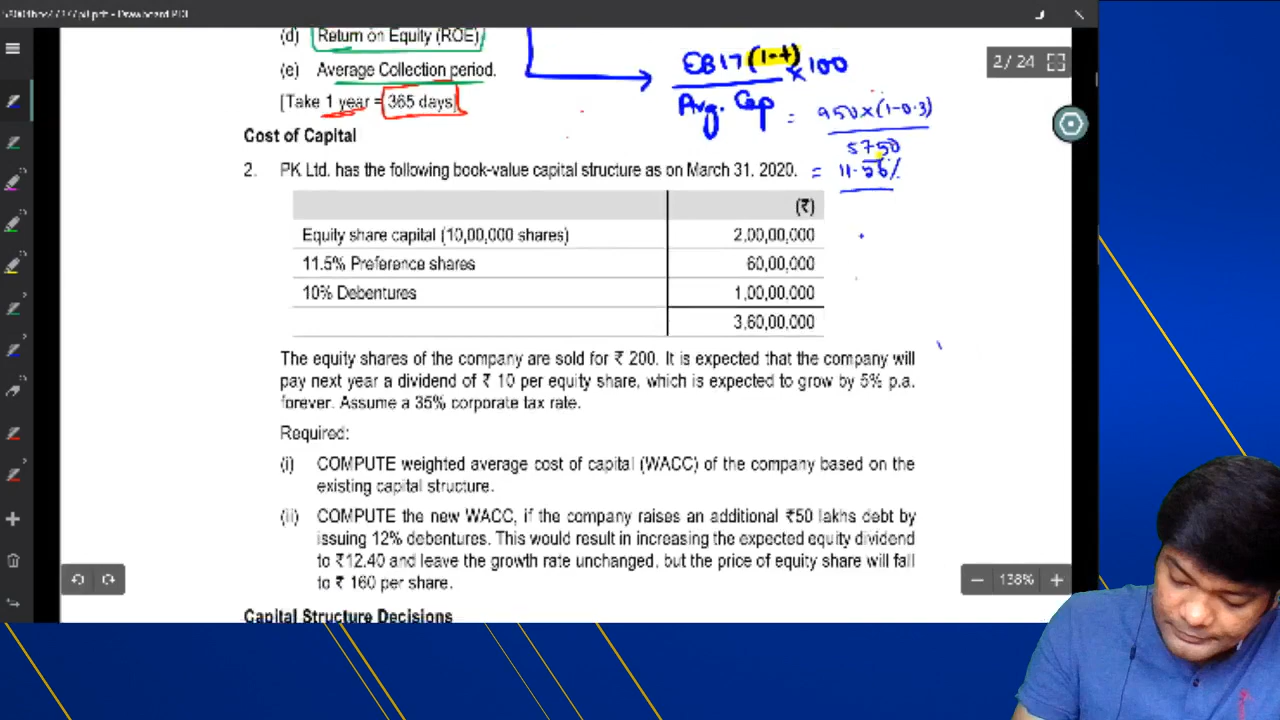 (d) Return on Equity (ROE)
(e) Average Collection period.
[Take 1 year = 365 days]
EBIT(1-t) × 100
Avg. Cap
= 950×(1-0.3)
5750
= 11.56%
2 / 24
Cost of Capital
2. PK Ltd. has the following book-value capital structure as on March 31, 2020.
(₹)
Equity share capital (10,00,000 shares) 2,00,00,000
11.5% Preference shares 60,00,000
10% Debentures 1,00,00,000
3,60,00,000
The equity shares of the company are sold for ₹ 200. It is expected that the company will
pay next year a dividend of ₹ 10 per equity share, which is expected to grow by 5% p.a.
forever. Assume a 35% corporate tax rate.
Required:
(i) COMPUTE weighted average cost of capital (WACC) of the company based on the
existing capital structure.
(ii) COMPUTE the new WACC, if the company raises an additional ₹50 lakhs debt by
issuing 12% debentures. This would result in increasing the expected equity dividend
to ₹12.40 and leave the growth rate unchanged, but the price of equity share will fall
to ₹ 160 per share.
138%
Capital Structure Decisions